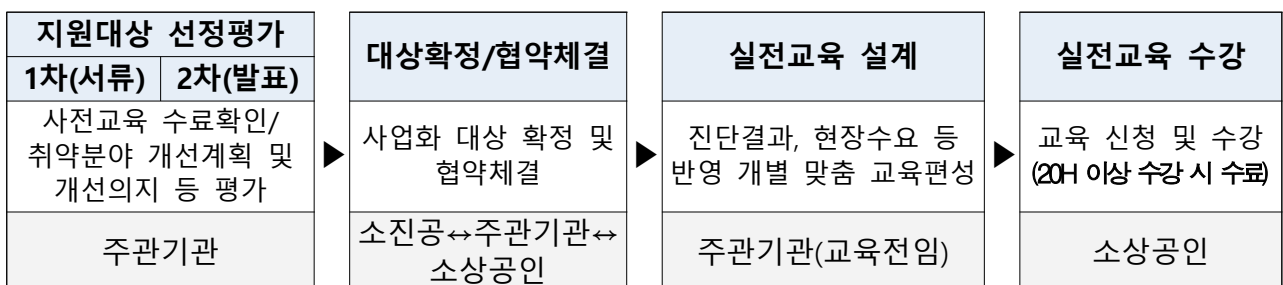 지원대상 선정평가
1차(서류) 2차(발표)
사전교육 수료확인/
취약분야 개선계획 및
개선의지 등 평가
주관기관
▶
대상확정/협약체결
사업화 대상 확정 및
협약체결
소진공↔주관기관↔
소상공인
▶
실전교육 설계
진단결과, 현장수요 등
반영 개별 맞춤 교육편성
주관기관(교육전임)
▶
실전교육 수강
교육 신청 및 수강
(20H 이상 수강 시 수료)
소상공인